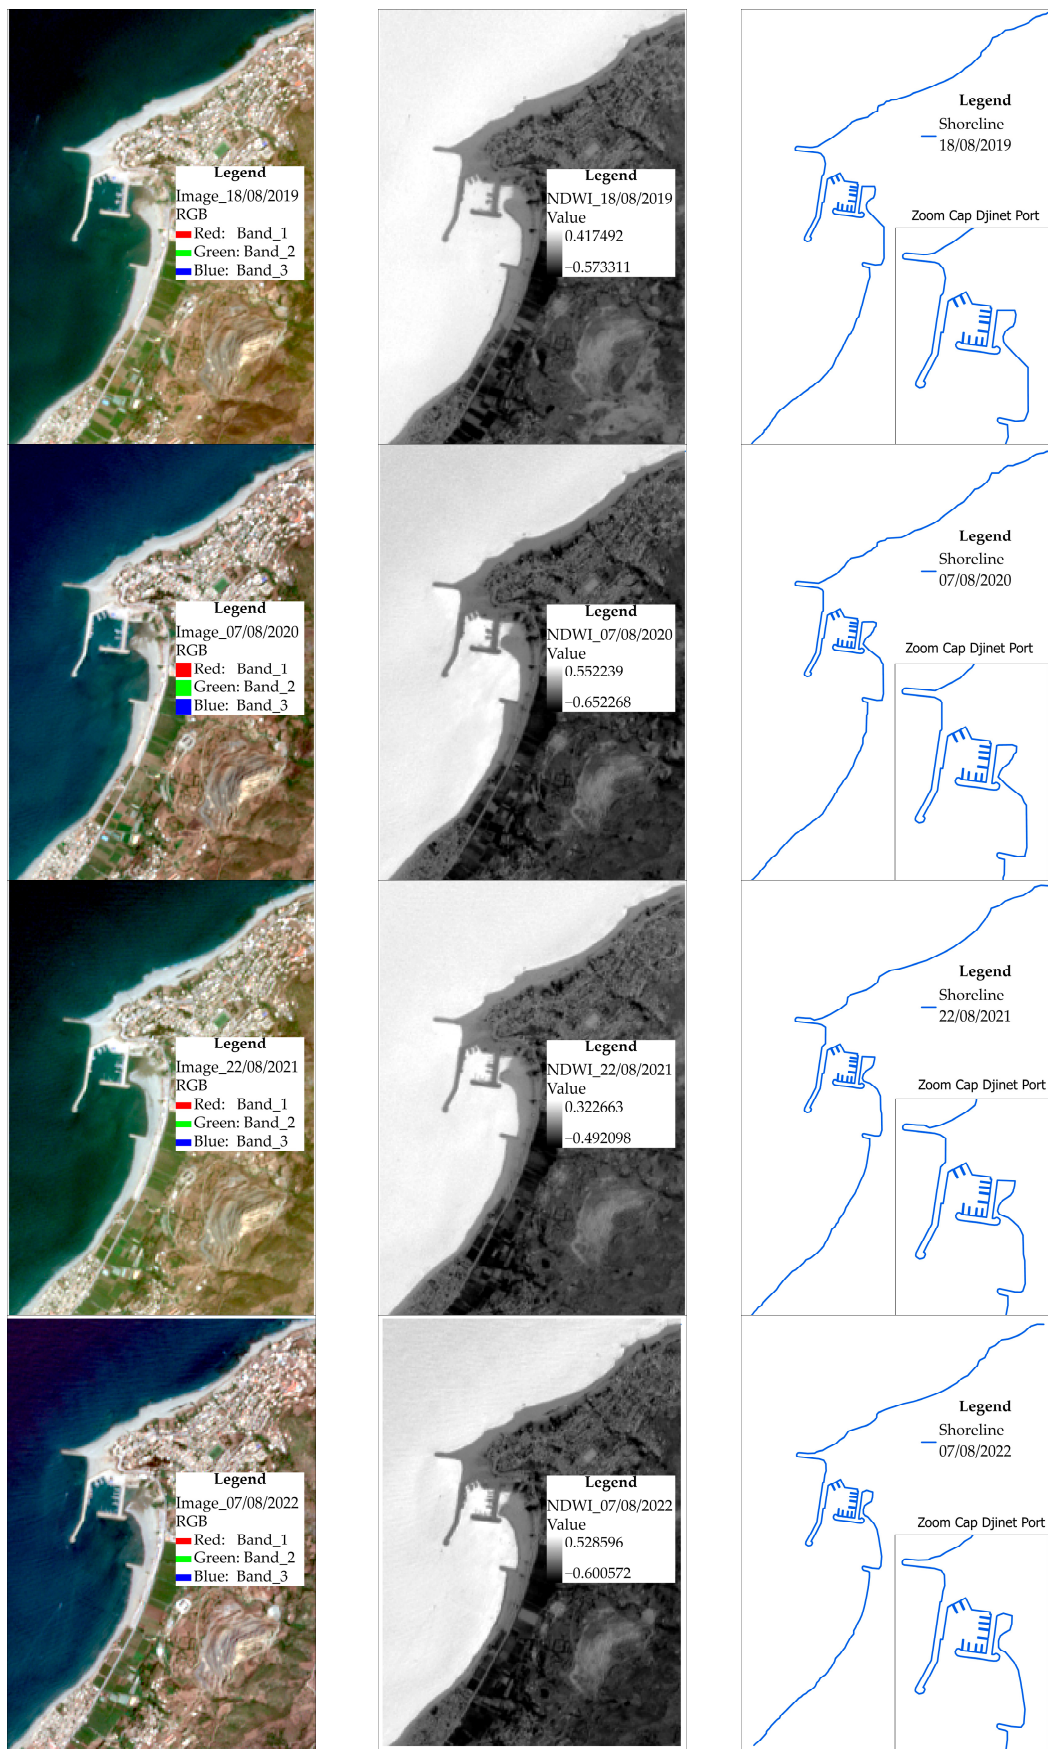 Legend
Image_18/08/2019
RGB
Red: Band_1
Green: Band_2
Blue: Band_3
Legend
NDWI_18/08/2019
Value
0.417492
−0.573311
Legend
Shoreline
18/08/2019
Zoom Cap Djinet Port
Legend
Image_07/08/2020
RGB
Red: Band_1
Green: Band_2
Blue: Band_3
Legend
NDWI_07/08/2020
Value
0.552239
−0.652268
Legend
Shoreline
07/08/2020
Zoom Cap Djinet Port
Legend
Image_22/08/2021
RGB
Red: Band_1
Green: Band_2
Blue: Band_3
Legend
NDWI_22/08/2021
Value
0.322663
−0.492098
Legend
Shoreline
22/08/2021
Zoom Cap Djinet Port
Legend
Image_07/08/2022
RGB
Red: Band_1
Green: Band_2
Blue: Band_3
Legend
NDWI_07/08/2022
Value
0.528596
−0.600572
Legend
Shoreline
07/08/2022
Zoom Cap Djinet Port